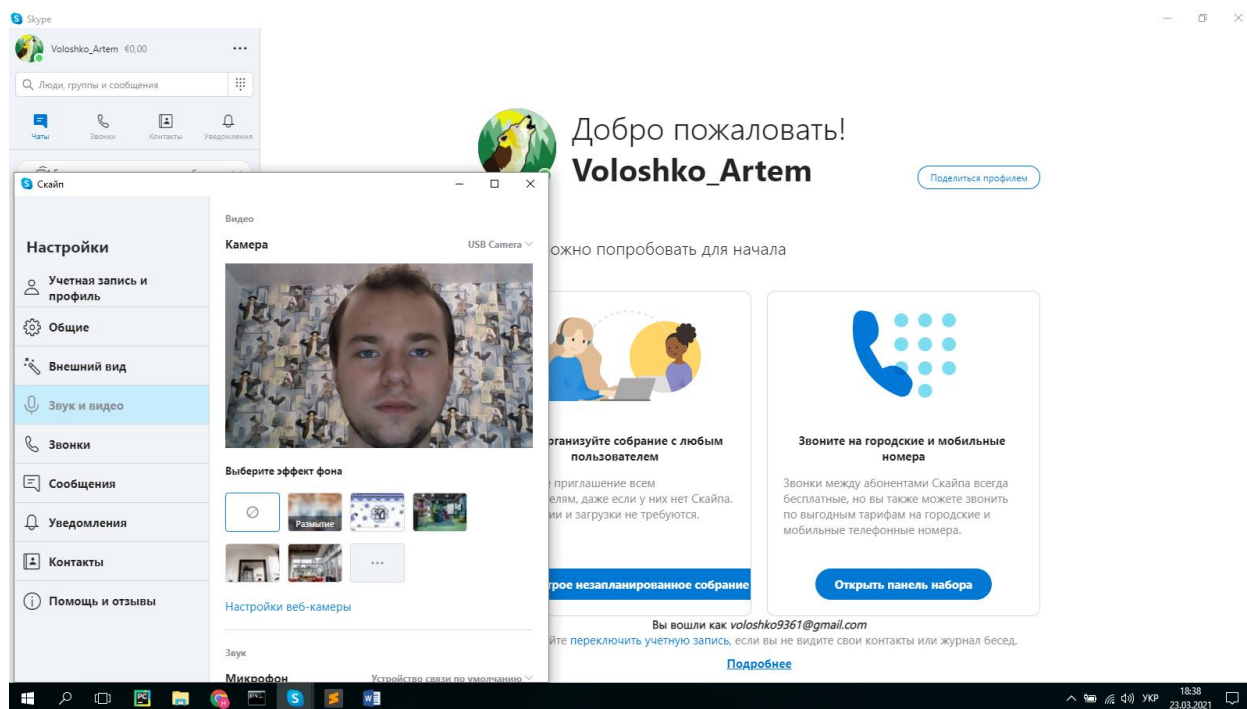 Skype
Voloshko_Artem €0,00
Люди, группы и сообщения
Чаты Звонки Контакты Уведомления
Добро пожаловать!
Voloshko_Artem
Поделиться профилем
ожно попробовать для начала
Скайп
Настройки
Учетная запись и
профиль
Общие
Внешний вид
Звук и видео
Звонки
Сообщения
Уведомления
Контакты
Помощь и отзывы
Видео
Камера USB Camera
Выберите эффект фона
Размытие
Настройки веб-камеры
Звук
Микрофон Устройство связи по умолчанию
рганизуйте собрание с любым
пользователем
приглашение всем
елям, даже если у них нет Скайпа.
ии и загрузки не требуются.
рое незапланированное собрание
Звоните на городские и мобильные
номера
Звонки между абонентами Скайпа всегда
бесплатные, но вы также можете звонить
по выгодным тарифам на городские и
мобильные телефонные номера.
Открыть панель набора
Вы вошли как voloshko9361@gmail.com
йте переключить учетную запись, если вы не видите свои контакты или журнал бесед.
Подробнее
УКР
18:38
23.03.2021